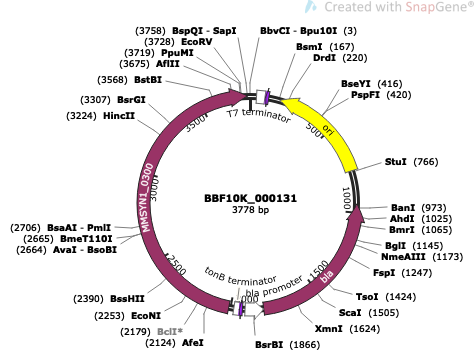 Created with SnapGene®
(3758) BspQI - SapI
(3728) EcoRV
(3719) PpuMI
(3675) AflII
(3568) BstBI
(3307) BsrGI
(3224) HincII
(2706) BsaAI - PmlI
(2665) BmeT110I
(2664) AvaI - BsoBI
(2390) BssHII
(2253) EcoNI
(2179) BclI*
(2124) AfeI
BbvCI - Bpu10I (3)
BsmI (167)
DrdI (220)
BseYI (416)
PspFI (420)
StuI (766)
BanI (973)
AhdI (1025)
BmrI (1065)
BglI (1145)
NmeAIII (1173)
FspI (1247)
TsoI (1424)
ScaI (1505)
XmnI (1624)
BsrBI (1866)
T7 terminator
ori
500
1000
1500
bla
bla promoter
tonB terminator
2500
3000
3500
MMSYN1_0300
BBF10K_000131
3778 bp